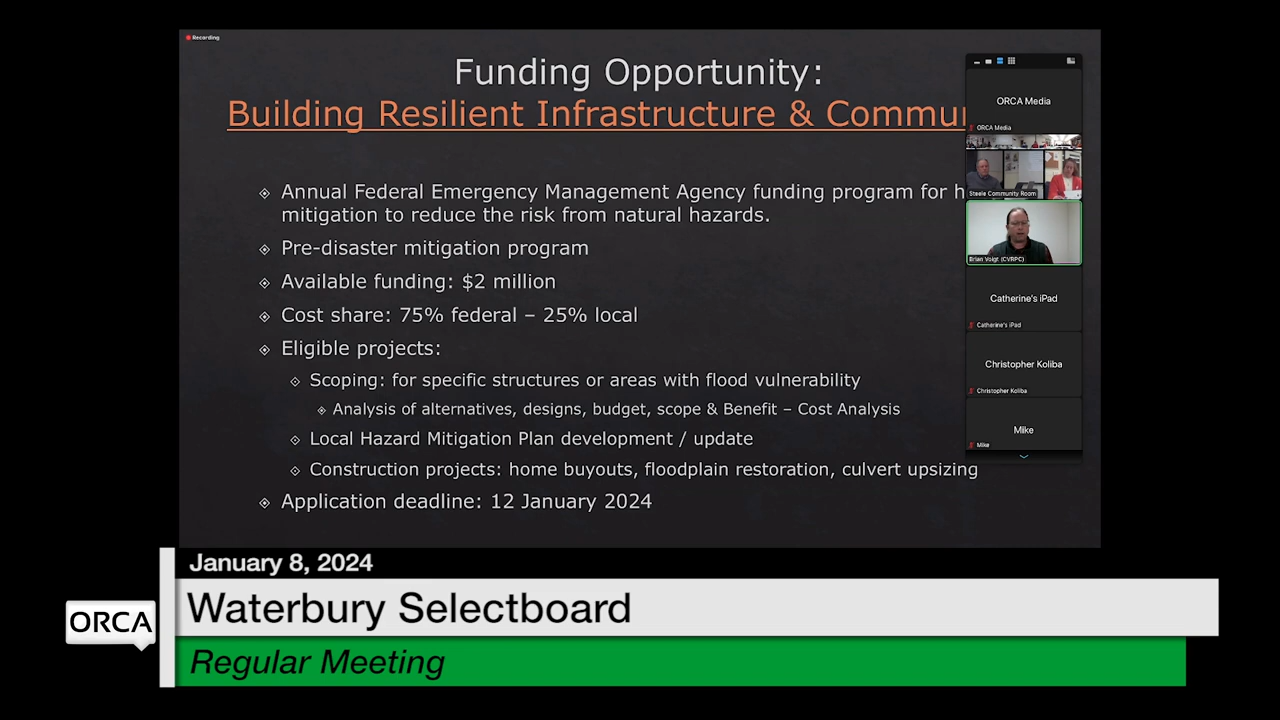 Recording
Funding Opportunity:
Building Resilient Infrastructure & Commun
Annual Federal Emergency Management Agency funding program for h
mitigation to reduce the risk from natural hazards.
Pre-disaster mitigation program
Available funding: $2 million
Cost share: 75% federal – 25% local
Eligible projects:
Scoping: for specific structures or areas with flood vulnerability
Analysis of alternatives, designs, budget, scope & Benefit – Cost Analysis
Local Hazard Mitigation Plan development / update
Construction projects: home buyouts, floodplain restoration, culvert upsizing
Application deadline: 12 January 2024
ORCA Media
ORCA Media
Steele Community Room
Brian Voigt (CVRPC)
Catherine's iPad
Catherine's iPad
Christopher Koliba
Christopher Koliba
Mike
Mike
January 8, 2024
ORCA
Waterbury Selectboard
Regular Meeting